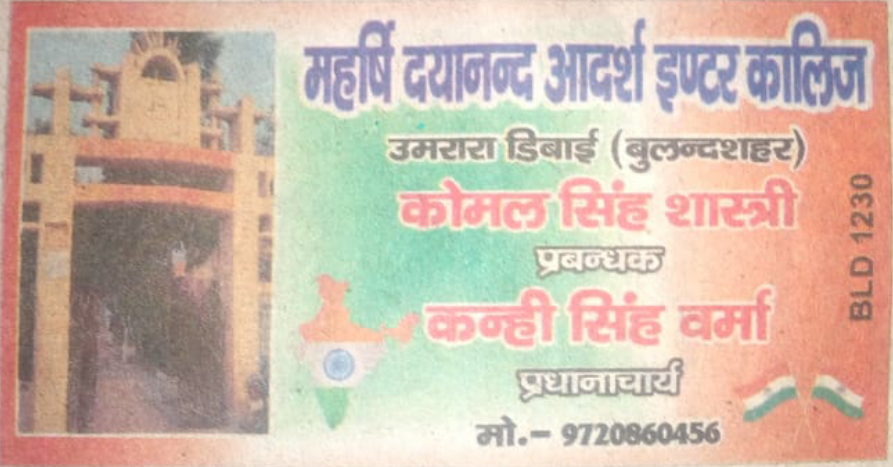 महर्षि दयानन्द आदर्श इण्टर कालिज
उमरारा डिबाई (बुलन्दशहर)
कोमल सिंह शास्त्री
प्रबन्धक
कन्ही सिंह वर्मा
प्रधानाचार्य
मो.- 9720860456
BLD 1230